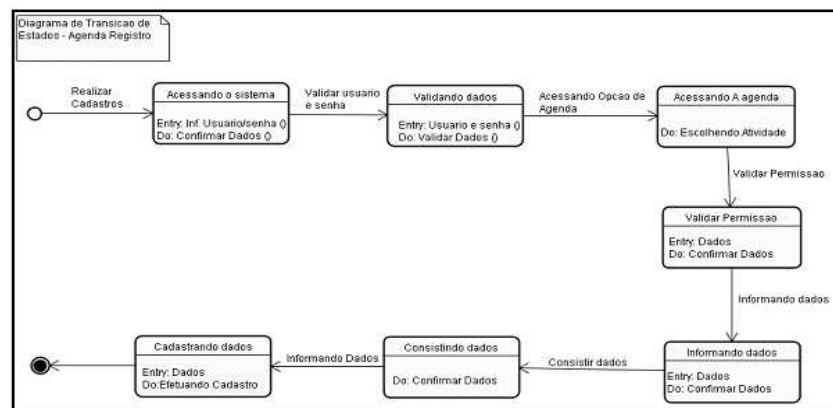 Diagrama de Transicao de
Estados - Agenda Registro
Realizar
Cadastros
Acessando o sistema
Entry: Inf. Usuario/senha ()
Do: Confirmar Dados ()
Validar usuario
e senha
Validando dados
Entry: Usuario e senha ()
Do: Validar Dados ()
Acessando Opcao de
Agenda
Acessando A agenda
Do: Escolhendo Atividade
Validar Permissao
Validar Permissao
Entry: Dados
Do: Confirmar Dados
Informando dados
Informando dados
Entry: Dados
Do: Confirmar Dados
Consistir dados
Consistindo dados
Do: Confirmar Dados
Informando Dados
Cadastrando dados
Entry: Dados
Do:Efetuando Cadastro